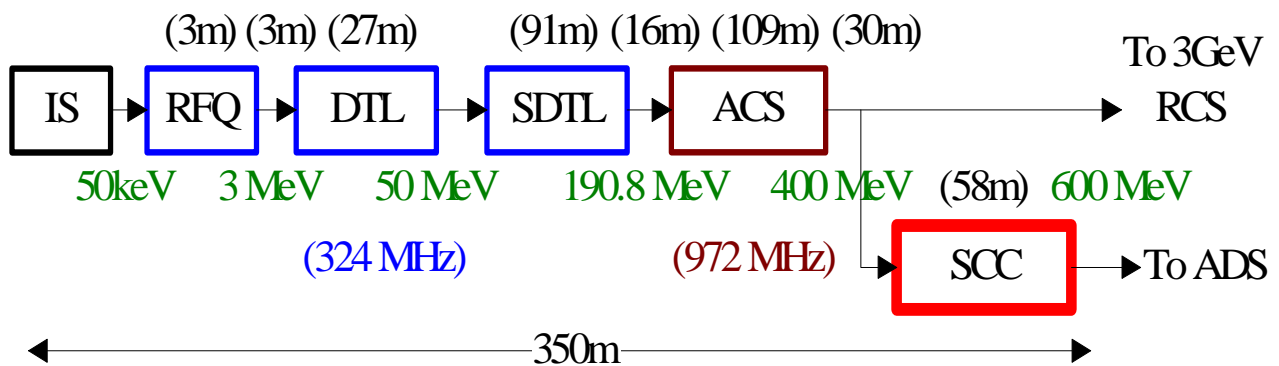 (3m) (3m) (27m) (91m) (16m) (109m) (30m)
To 3GeV
RCS
IS RFQ DTL SDTL ACS
50keV 3 MeV 50 MeV 190.8 MeV 400 MeV (58m) 600 MeV
(324 MHz) (972 MHz) SCC To ADS
350m